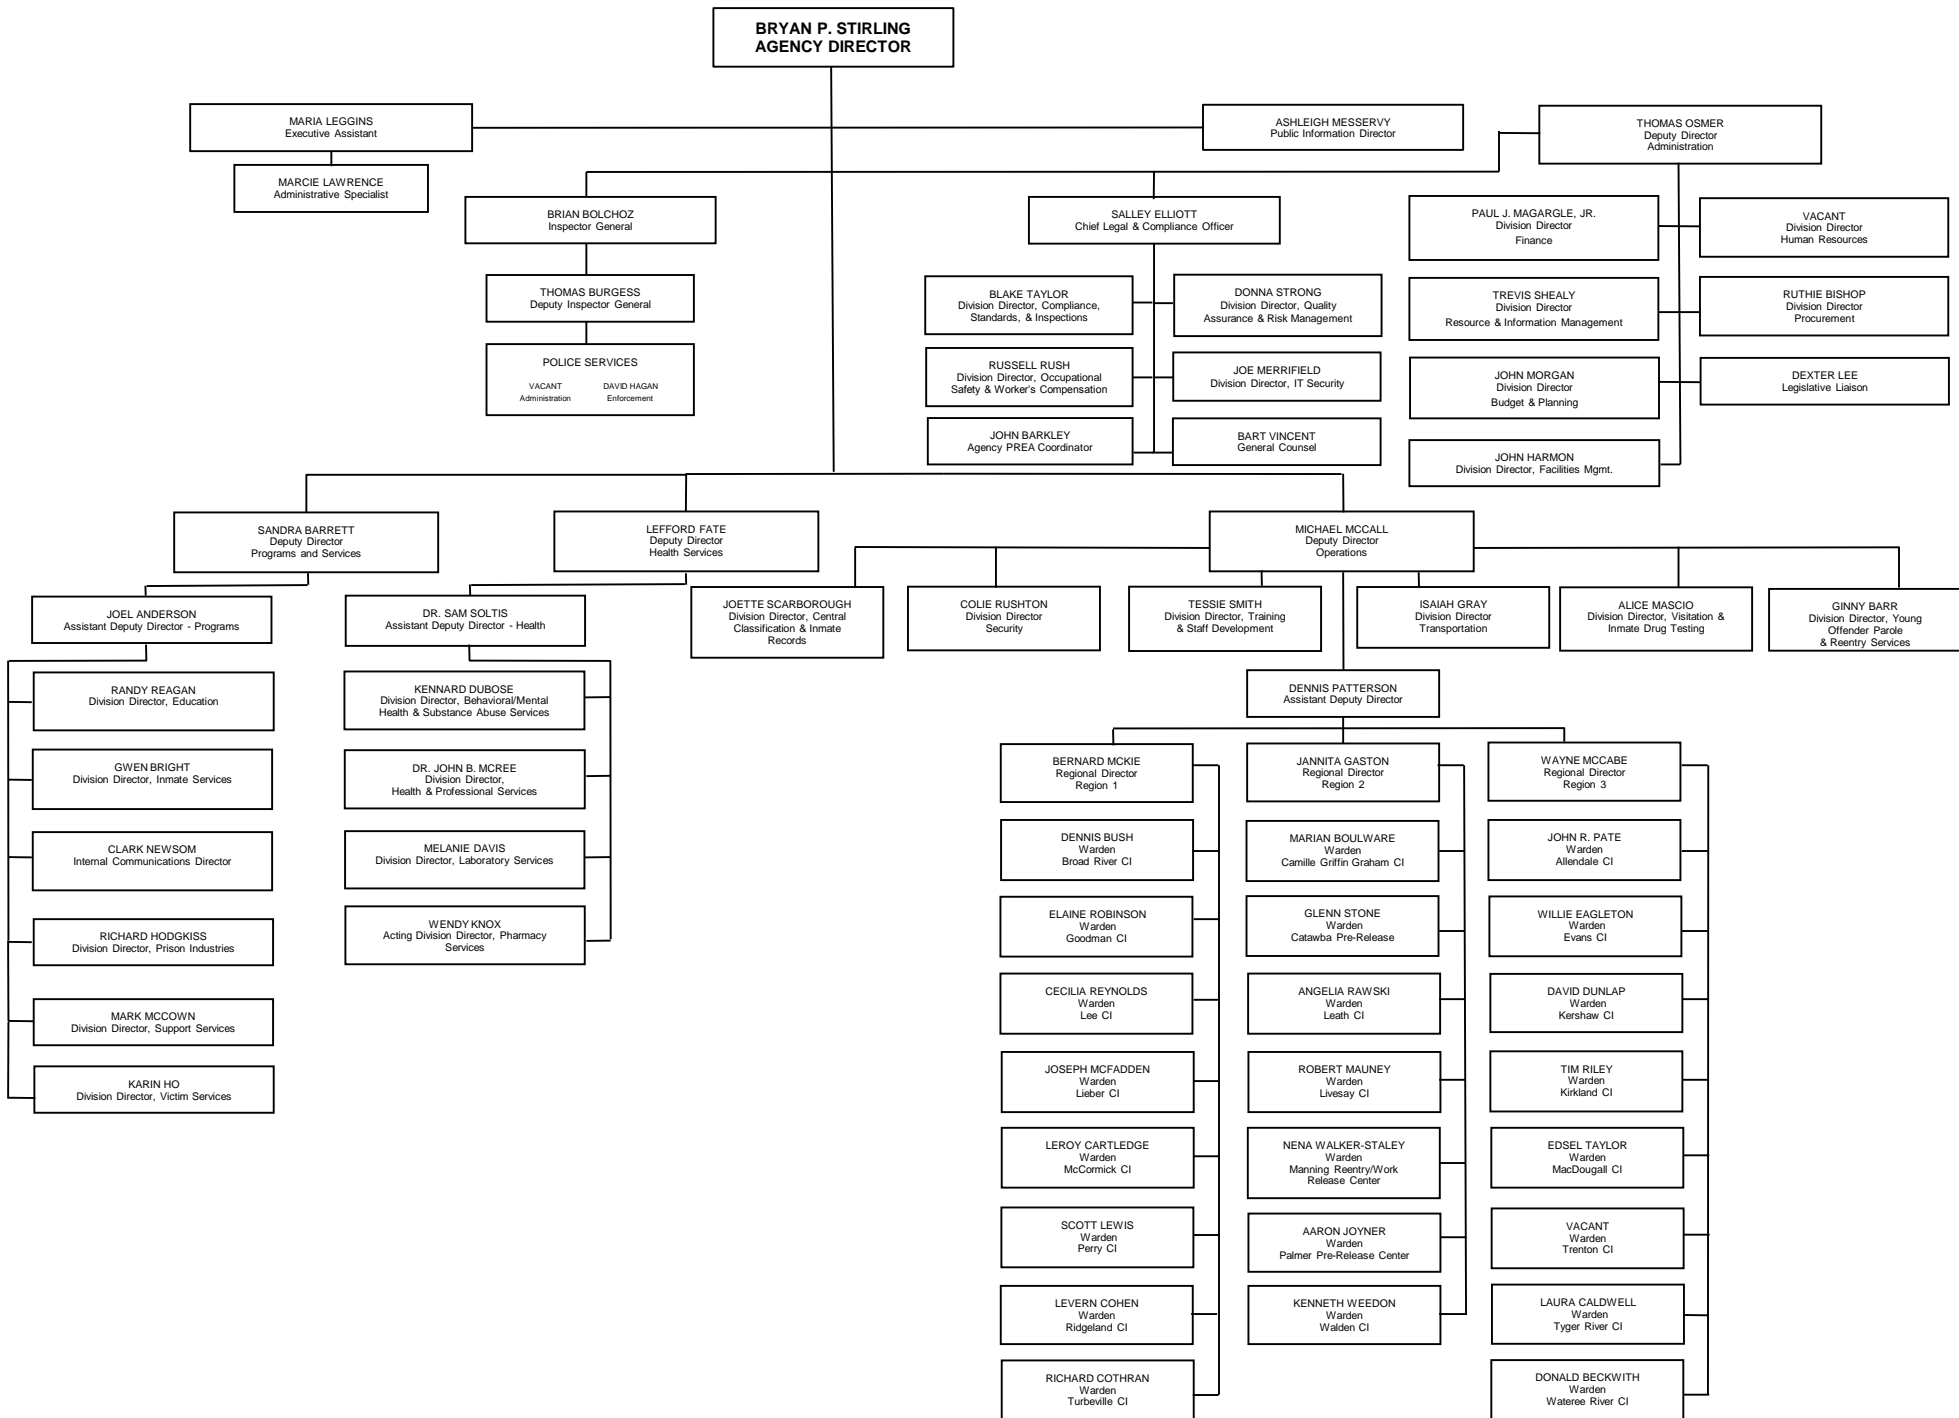 BRYAN P. STIRLING
AGENCY DIRECTOR
MARIA LEGGINS
Executive Assistant
ASHLEIGH MESSERVY
Public Information Director
THOMAS OSMER
Deputy Director
Administration
MARCIE LAWRENCE
Administrative Specialist
BRIAN BOLCHOZ
Inspector General
SALLEY ELLIOTT
Chief Legal & Compliance Officer
PAUL J. MAGARGLE, JR.
Division Director
Finance
VACANT
Division Director
Human Resources
THOMAS BURGESS
Deputy Inspector General
BLAKE TAYLOR
Division Director, Compliance,
Standards, & Inspections
DONNA STRONG
Division Director, Quality
Assurance & Risk Management
TREVIS SHEALY
Division Director
Resource & Information Management
RUTHIE BISHOP
Division Director
Procurement
POLICE SERVICES
VACANT
Administration
DAVID HAGAN
Enforcement
RUSSELL RUSH
Division Director, Occupational
Safety & Worker's Compensation
JOE MERRIFIELD
Division Director, IT Security
JOHN MORGAN
Division Director
Budget & Planning
DEXTER LEE
Legislative Liaison
JOHN BARKLEY
Agency PREA Coordinator
BART VINCENT
General Counsel
JOHN HARMON
Division Director, Facilities Mgmt.
SANDRA BARRETT
Deputy Director
Programs and Services
LEFFORD FATE
Deputy Director
Health Services
MICHAEL MCCALL
Deputy Director
Operations
JOEL ANDERSON
Assistant Deputy Director - Programs
DR. SAM SOLTIS
Assistant Deputy Director - Health
JOETTE SCARBOROUGH
Division Director, Central
Classification & Inmate
Records
COLIE RUSHTON
Division Director
Security
TESSIE SMITH
Division Director, Training
& Staff Development
ISAIAH GRAY
Division Director
Transportation
ALICE MASCIO
Division Director, Visitation &
Inmate Drug Testing
GINNY BARR
Division Director, Young
Offender Parole
& Reentry Services
RANDY REAGAN
Division Director, Education
KENNARD DUBOSE
Division Director, Behavioral/Mental
Health & Substance Abuse Services
DENNIS PATTERSON
Assistant Deputy Director
GWEN BRIGHT
Division Director, Inmate Services
DR. JOHN B. MCREE
Division Director,
Health & Professional Services
CLARK NEWSOM
Internal Communications Director
MELANIE DAVIS
Division Director, Laboratory Services
RICHARD HODGKISS
Division Director, Prison Industries
WENDY KNOX
Acting Division Director, Pharmacy
Services
MARK MCCOWN
Division Director, Support Services
KARIN HO
Division Director, Victim Services
BERNARD MCKIE
Regional Director
Region 1
DENNIS BUSH
Warden
Broad River CI
ELAINE ROBINSON
Warden
Goodman CI
CECILIA REYNOLDS
Warden
Lee CI
JOSEPH MCFADDEN
Warden
Lieber CI
LEROY CARTLEDGE
Warden
McCormick CI
SCOTT LEWIS
Warden
Perry CI
LEVERN COHEN
Warden
Ridgeland CI
RICHARD COTHRAN
Warden
Turbeville CI
JANNITA GASTON
Regional Director
Region 2
MARIAN BOULWARE
Warden
Camille Griffin Graham CI
GLENN STONE
Warden
Catawba Pre-Release
ANGELIA RAWSKI
Warden
Leath CI
ROBERT MAUNEY
Warden
Livesay CI
NENA WALKER-STALEY
Warden
Manning Reentry/Work
Release Center
AARON JOYNER
Warden
Palmer Pre-Release Center
KENNETH WEEDON
Warden
Walden CI
WAYNE MCCABE
Regional Director
Region 3
JOHN R. PATE
Warden
Allendale CI
WILLIE EAGLETON
Warden
Evans CI
DAVID DUNLAP
Warden
Kershaw CI
TIM RILEY
Warden
Kirkland CI
EDSEL TAYLOR
Warden
MacDougall CI
VACANT
Warden
Trenton CI
LAURA CALDWELL
Warden
Tyger River CI
DONALD BECKWITH
Warden
Wateree River CI